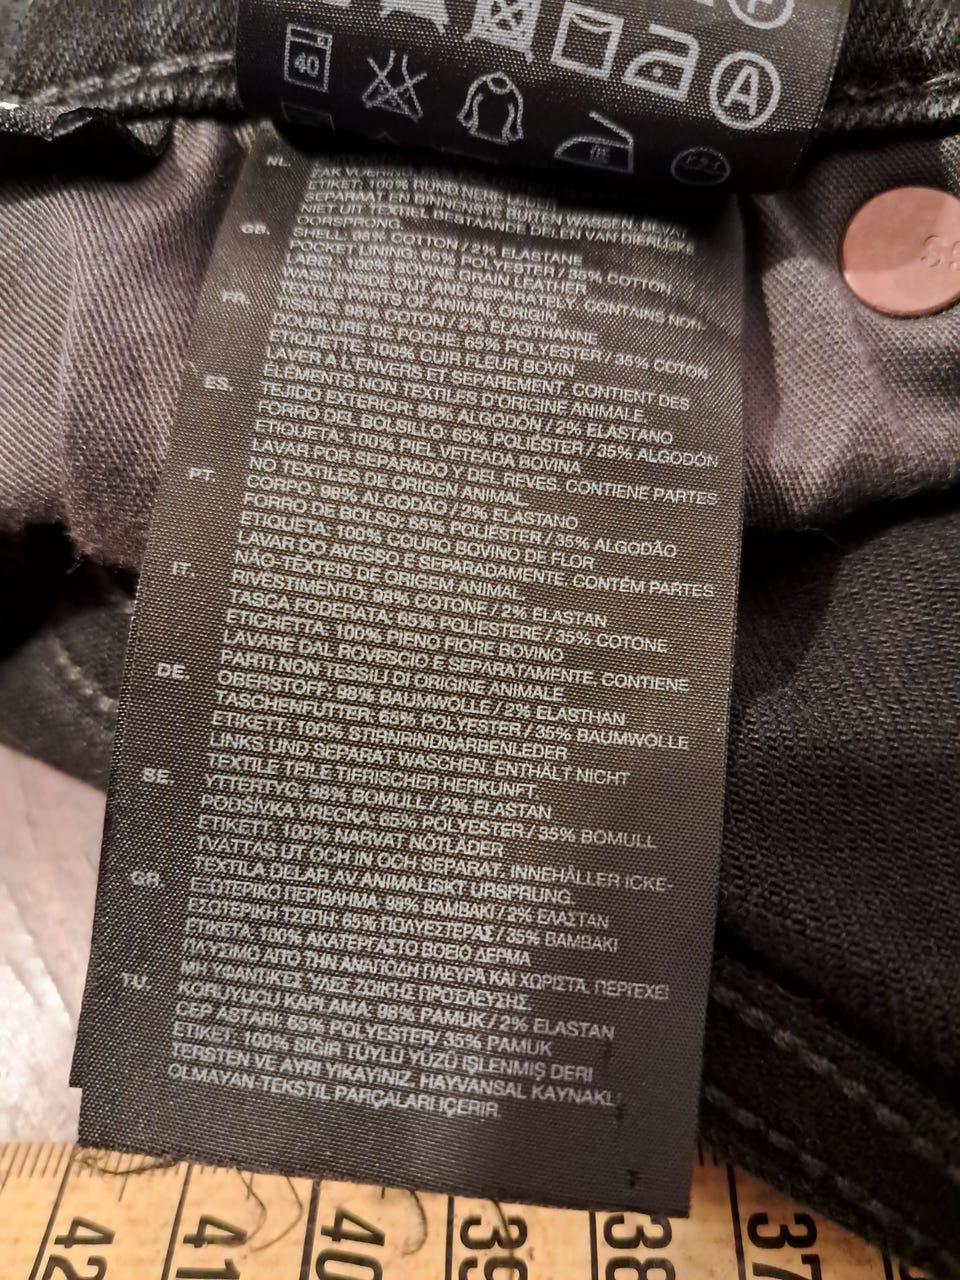 40
A
NL.
ETIKET: 100% RUND
SEPARAAT EN BINNENSTE BUITEN WASSEN. BEVAT
NIET UIT TEXTIEL BESTAANDE DELEN VAN DIERLIJKE
OORSPRONG.
GB. SHELL: 98% COTTON / 2% ELASTANE
POCKET LINING: 65% POLYESTER / 35% COTTON
LABEL: 100% BOVINE GRAIN LEATHER
WASH INSIDE OUT AND SEPARATELY. CONTAINS NON-
TEXTILE PARTS OF ANIMAL ORIGIN.
FR. TISSUS: 98% COTON / 2% ELASTHANNE
DOUBLURE DE POCHE: 65% POLYESTER / 35% COTON
ETIQUETTE: 100% CUIR FLEUR BOVIN
LAVER À L'ENVERS ET SEPAREMENT. CONTIENT DES
ÉLÉMENTS NON TEXTILES D'ORIGINE ANIMALE.
ES. TEJIDO EXTERIOR: 98% ALGODÓN / 2% ELASTANO
FORRO DEL BOLSILLO: 65% POLIÉSTER / 35% ALGODÓN
ETIQUETA: 100% PIEL VETEADA BOVINA
LAVAR POR SEPARADO Y DEL REVES. CONTIENE PARTES
NO TEXTILES DE ORIGEN ANIMAL.
PT. CORPO: 98% ALGODÃO / 2% ELASTANO
FORRO DE BOLSO: 65% POLIÉSTER / 35% ALGODÃO
ETIQUETA: 100% COURO BOVINO DE FLOR
LAVAR DO AVESSO E SEPARADAMENTE. CONTÉM PARTES
NÃO-TÊXTEIS DE ORIGEM ANIMAL.
IT. RIVESTIMENTO: 98% COTONE / 2% ELASTAN
TASCA FODERATA: 65% POLIESTERE / 35% COTONE
ETICHETTA: 100% PIENO FIORE BOVINO
LAVARE DAL ROVESCIO E SEPARATAMENTE. CONTIENE
PARTI NON TESSILI DI ORIGINE ANIMALE.
DE. OBERSTOFF: 98% BAUMWOLLE / 2% ELASTHAN
TASCHENFUTTER: 65% POLYESTER / 35% BAUMWOLLE
ETIKETT: 100% STIRNRINDNARBENLEDER
LINKS UND SEPARAT WASCHEN. ENTHÄLT NICHT
TEXTILE TEILE TIERISCHER HERKUNFT.
SE. YTTERTYG: 98% BOMULL / 2% ELASTAN
PODŠÍVKA VRECKA: 65% POLYESTER / 35% BOMULL
ETIKETT: 100% NARVAT NÖTLÄDER
TVÄTTAS UT OCH IN OCH SEPARAT. INNEHÅLLER ICKE-
TEXTILA DELAR AV ANIMALISKT URSPRUNG.
GR. ΕΞΩΤΕΡΙΚΟ ΠΕΡΙΒΛΗΜΑ: 98% ΒΑΜΒΑΚΙ / 2% ΕΛΑΣΤΑΝ
ΕΣΩΤΕΡΙΚΗ ΤΣΕΠΗ: 65% ΠΟΛΥΕΣΤΕΡΑΣ / 35% ΒΑΜΒΑΚΙ
ΕΤΙΚΕΤΑ: 100% ΑΚΑΤΕΡΓΑΣΤΟ ΒΟΕΙΟ ΔΕΡΜΑ
ΠΛΥΣΙΜΟ ΑΠΟ ΤΗΝ ΑΝΑΠΟΔΗ ΠΛΕΥΡΑ ΚΑΙ ΧΩΡΙΣΤΑ. ΠΕΡΙΕΧΕΙ
ΜΗ ΥΦΑΝΤΙΚΕΣ ΎΛΕΣ ΖΩΙΚΗΣ ΠΡΟΈΛΕΥΣΗΣ.
TU. KORUYUCU KAPLAMA: 98% PAMUK / 2% ELASTAN
CEP ASTARI: 65% POLYESTER/ 35% PAMUK
ETIKET: 100% SIĞIR TÜYLÜ YÜZÜ IŞLENMIŞ DERI
TERSTEN VE AYRI YIKAYINIZ. HAYVANSAL KAYNAKLI
OLMAYAN-TEKSTIL PARÇALARI IÇERIR.
42 41 40 39 38 37